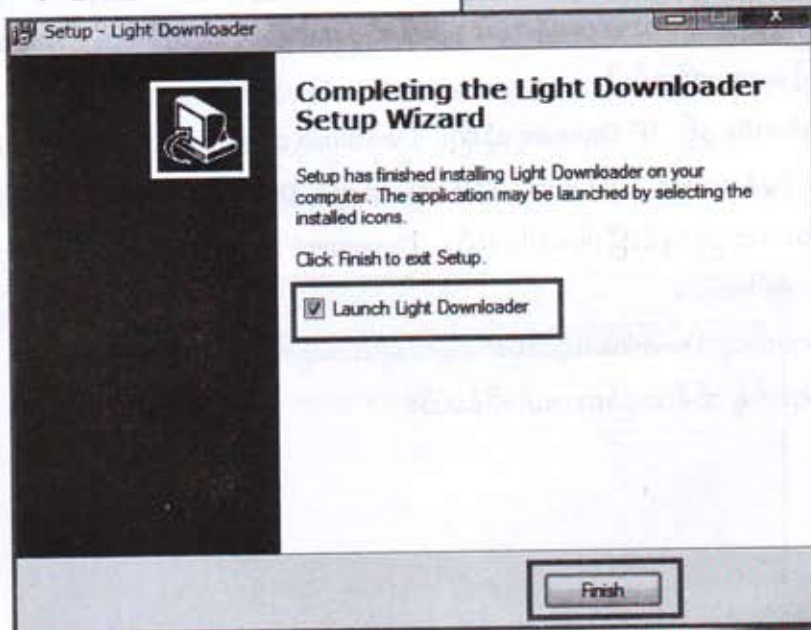 Setup - Light Downloader
Completing the Light Downloader
Setup Wizard
Setup has finished installing Light Downloader on your
computer. The application may be launched by selecting the
installed icons.
Click Finish to exit Setup.
Launch Light Downloader
Finish